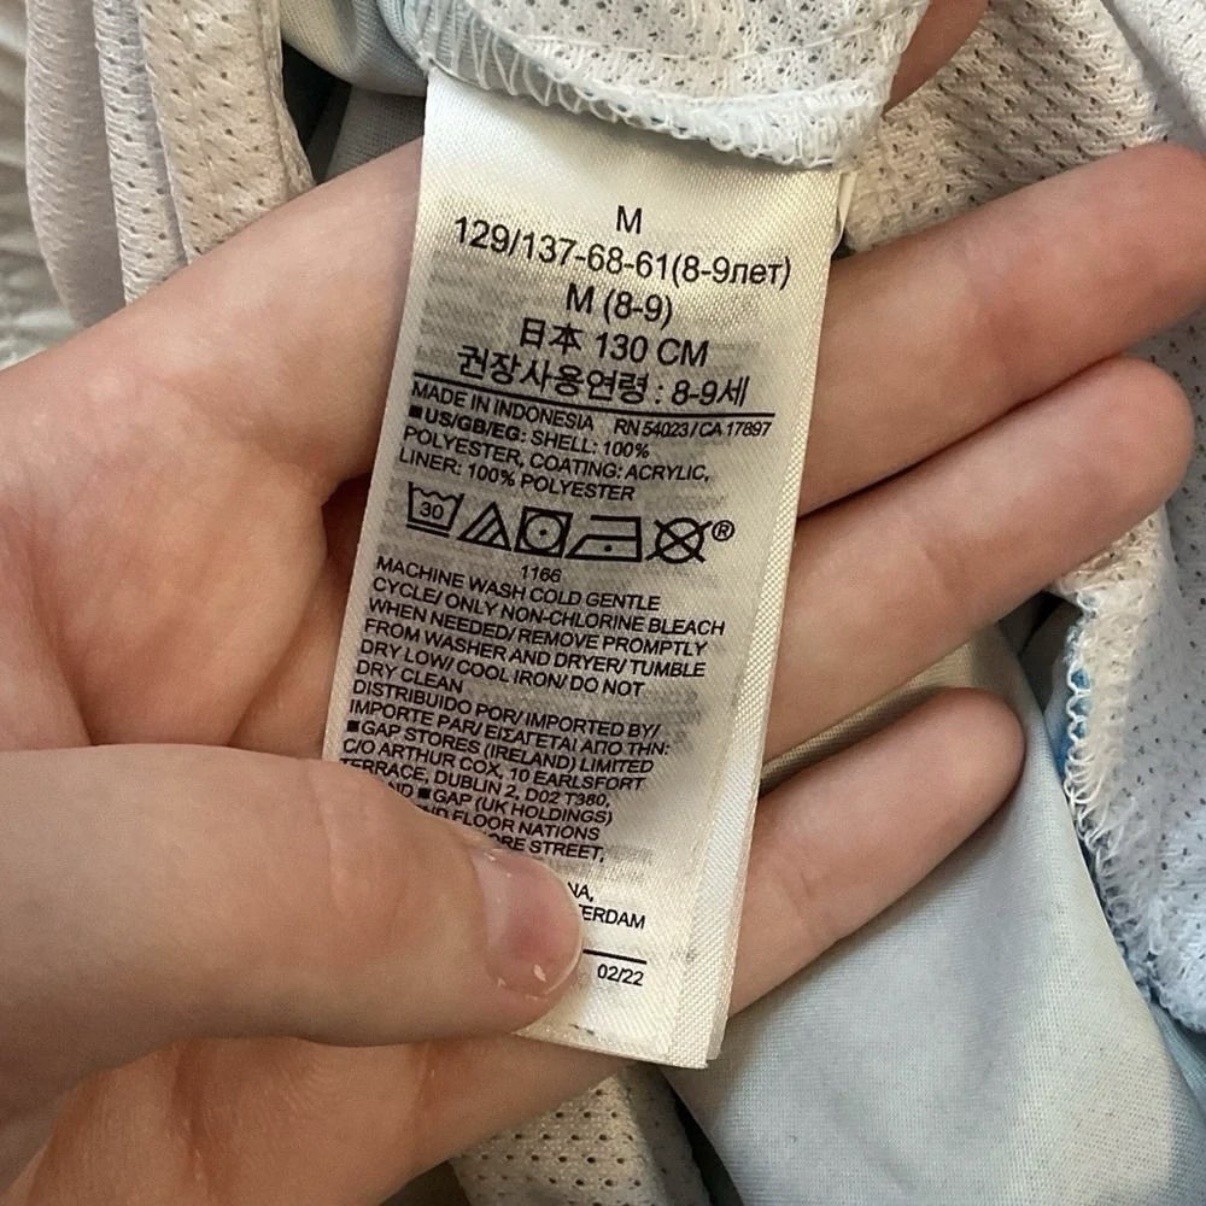 M
129/137-68-61(8-9лет)
M (8-9)
日本 130 CM
권장사용연령 : 8-9세
MADE IN INDONESIA RN 54023 / CA 17897
■US/GB/EG: SHELL: 100%
POLYESTER, COATING: ACRYLIC,
LINER: 100% POLYESTER
30 ®
1166
MACHINE WASH COLD GENTLE
CYCLE/ ONLY NON-CHLORINE BLEACH
WHEN NEEDED/ REMOVE PROMPTLY
FROM WASHER AND DRYER/ TUMBLE
DRY LOW/ COOL IRON/ DO NOT
DRY CLEAN
DISTRIBUIDO POR/ IMPORTED BY/
IMPORTE PAR/ ΕΙΣΑΓΕΤΑΙ ΑΠΟ ΤΗΝ:
■GAP STORES (IRELAND) LIMITED
C/O ARTHUR COX, 10 EARLSFORT
TERRACE, DUBLIN 2, D02 T380,
■GAP (UK HOLDINGS)
FLOOR NATIONS
STREET,
02/22